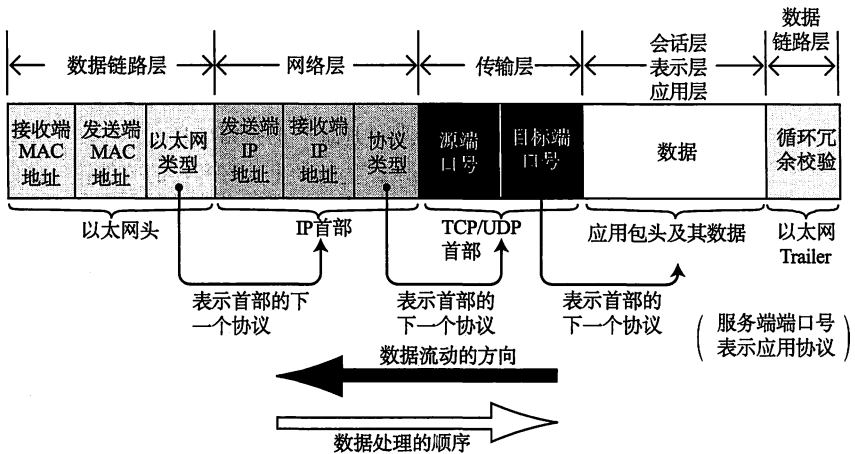 数据链路层
网络层
传输层
会话层
表示层
应用层
数据
链路层
接收端
MAC
地址
发送端
MAC
地址
以太网
类型
发送端
IP
地址
接收端
IP
地址
协议
类型
源端
口号
目标端
口号
数据
循环冗
余校验
以太网头
IP首部
TCP/UDP
首部
应用包头及其数据
以太网
Trailer
表示首部的下
一个协议
表示首部的
下一个协议
表示首部的
下一个协议
(服务端端口号
表示应用协议)
数据流动的方向
数据处理的顺序